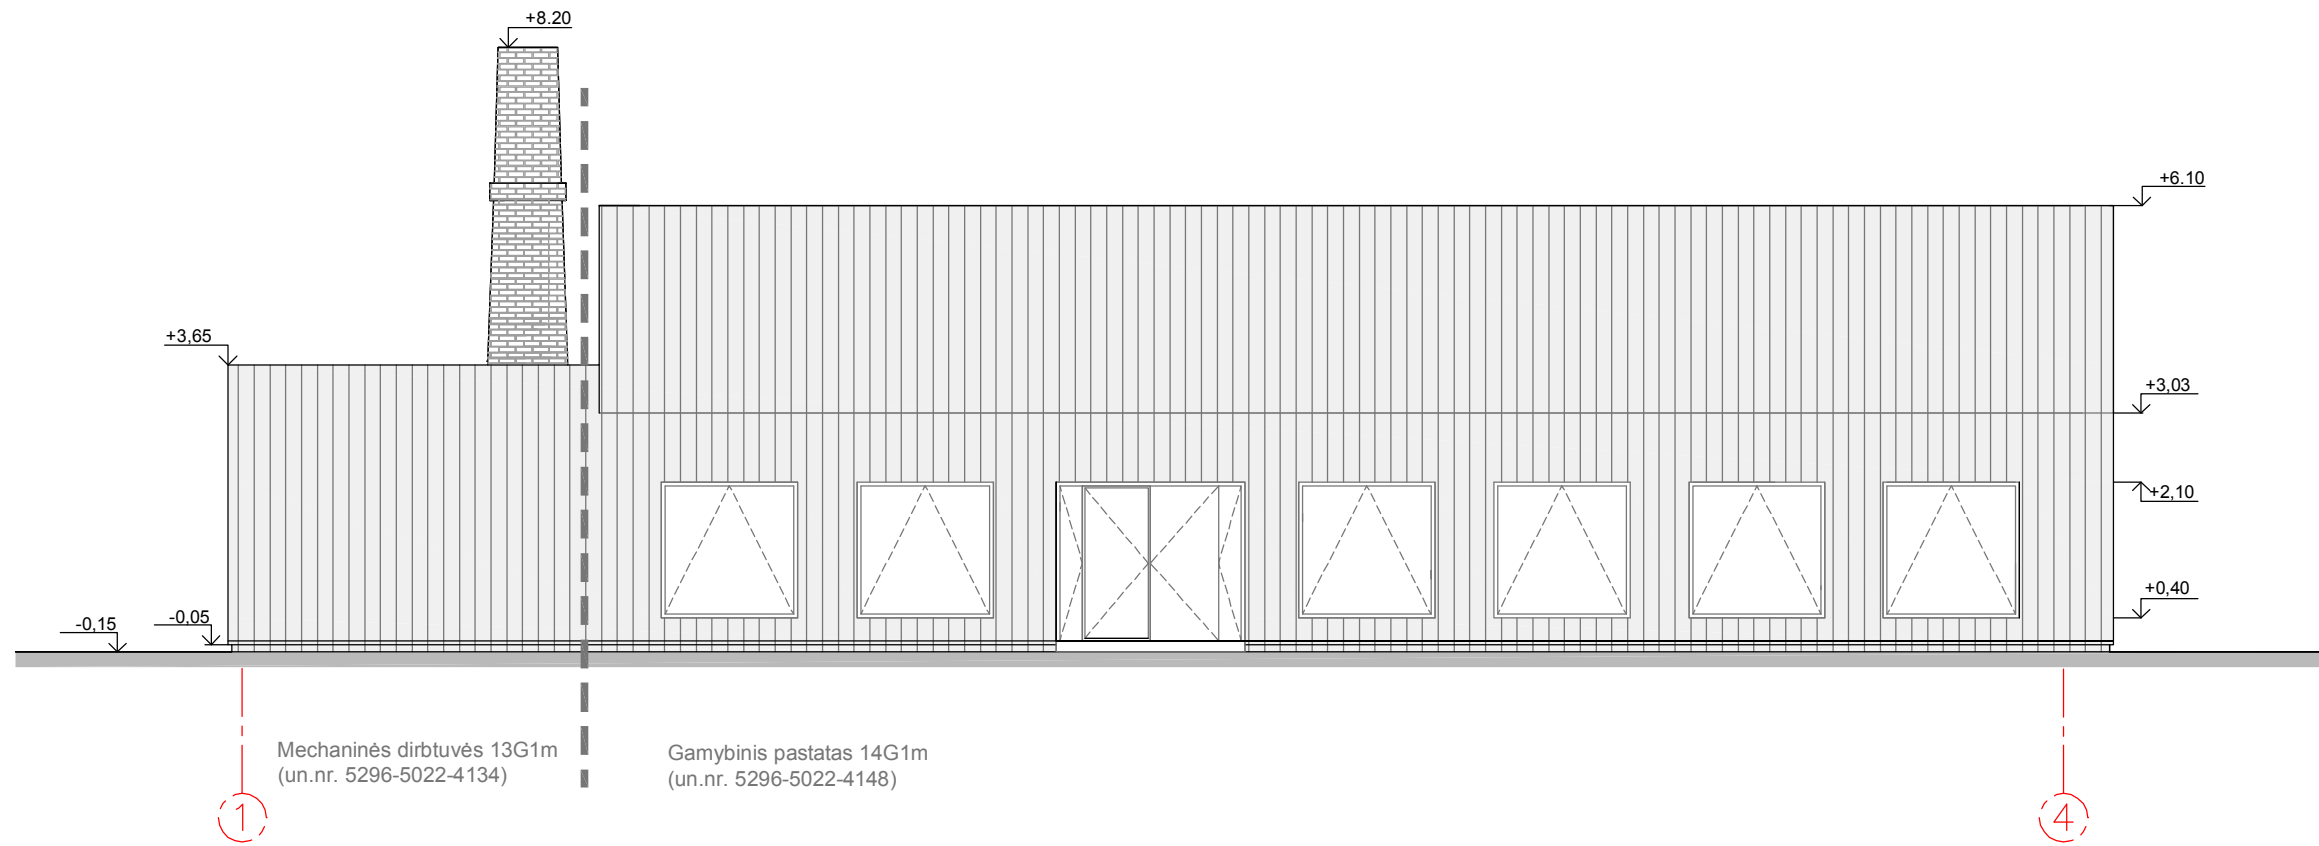 +8.20
+6.10
+3,65
+3,03
+2,10
+0,40
-0,05
-0,15
Mechaninės dirbtuvės 13G1m
(un.nr. 5296-5022-4134)
Gamybinis pastatas 14G1m
(un.nr. 5296-5022-4148)
1
4